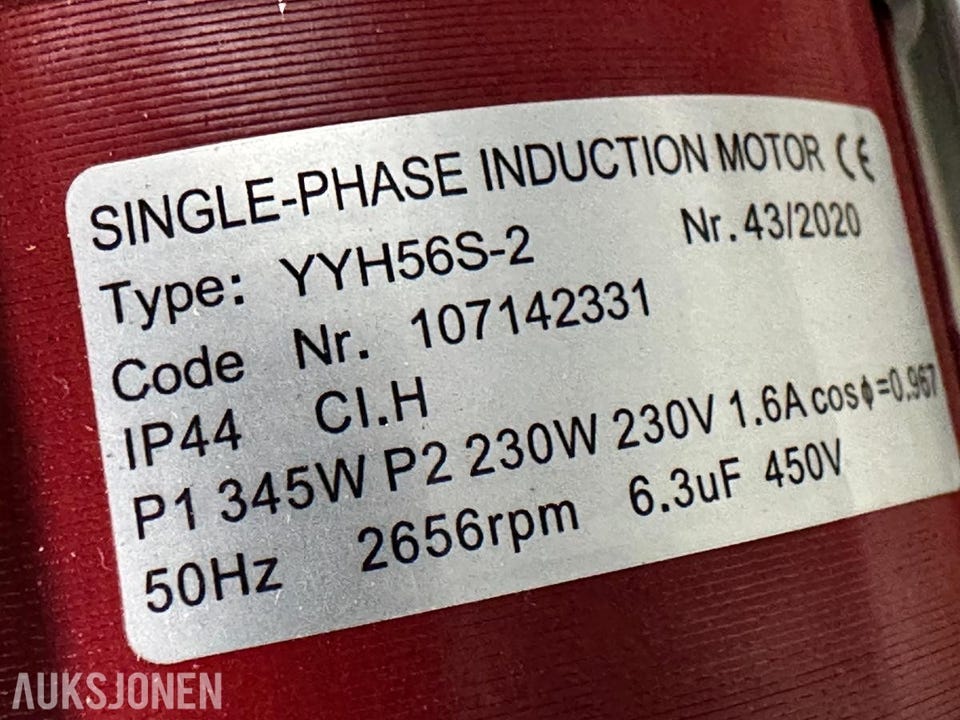 SINGLE-PHASE INDUCTION MOTOR CE
Type: YYH56S-2 Nr. 43/2020
Code Nr. 107142331
IP44 CI.H
P1 345W P2 230W 230V 1.6A cosϕ=0.967
50Hz 2656rpm 6.3uF 450V
AUKSJONEN